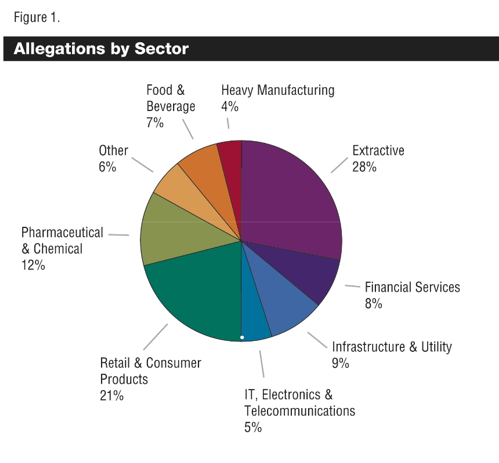 Figure 1.
Allegations by Sector
Food &
Beverage
7%
Heavy Manufacturing
4%
Other
6%
Extractive
28%
Pharmaceutical
& Chemical
12%
Financial Services
8%
Infrastructure & Utility
9%
Retail & Consumer
Products
21%
IT, Electronics &
Telecommunications
5%